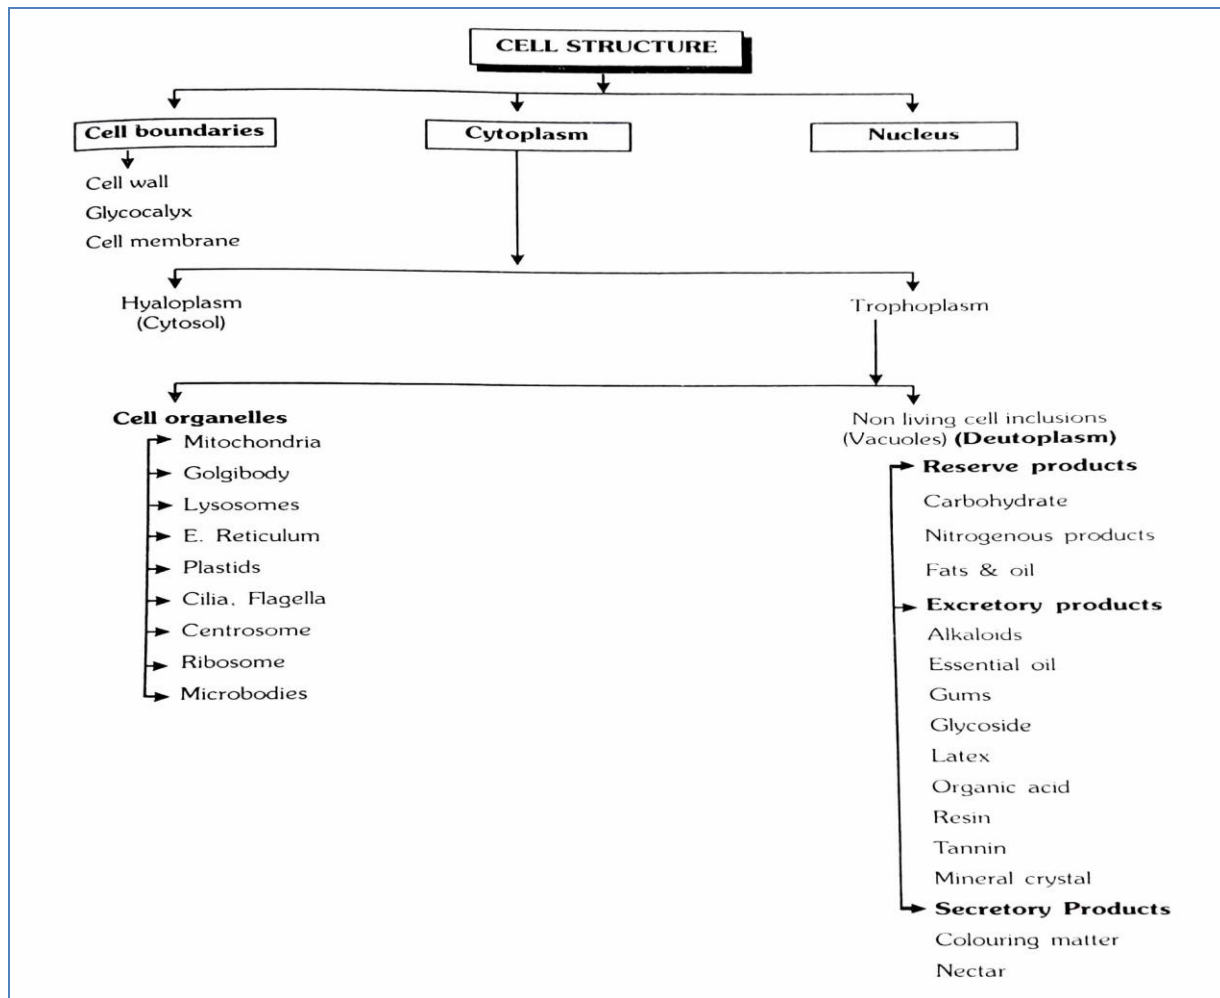 CELL STRUCTURE
Cell boundaries
Cytoplasm
Nucleus
Cell wall
Glycocalyx
Cell membrane
Hyaloplasm
(Cytosol)
Trophoplasm
Cell organelles
Mitochondria
Golgibody
Lysosomes
E. Reticulum
Plastids
Cilia, Flagella
Centrosome
Ribosome
Microbodies
Non living cell inclusions
(Vacuoles) (Deutoplasm)
Reserve products
Carbohydrate
Nitrogenous products
Fats & oil
Excretory products
Alkaloids
Essential oil
Gums
Glycoside
Latex
Organic acid
Resin
Tannin
Mineral crystal
Secretory Products
Colouring matter
Nectar